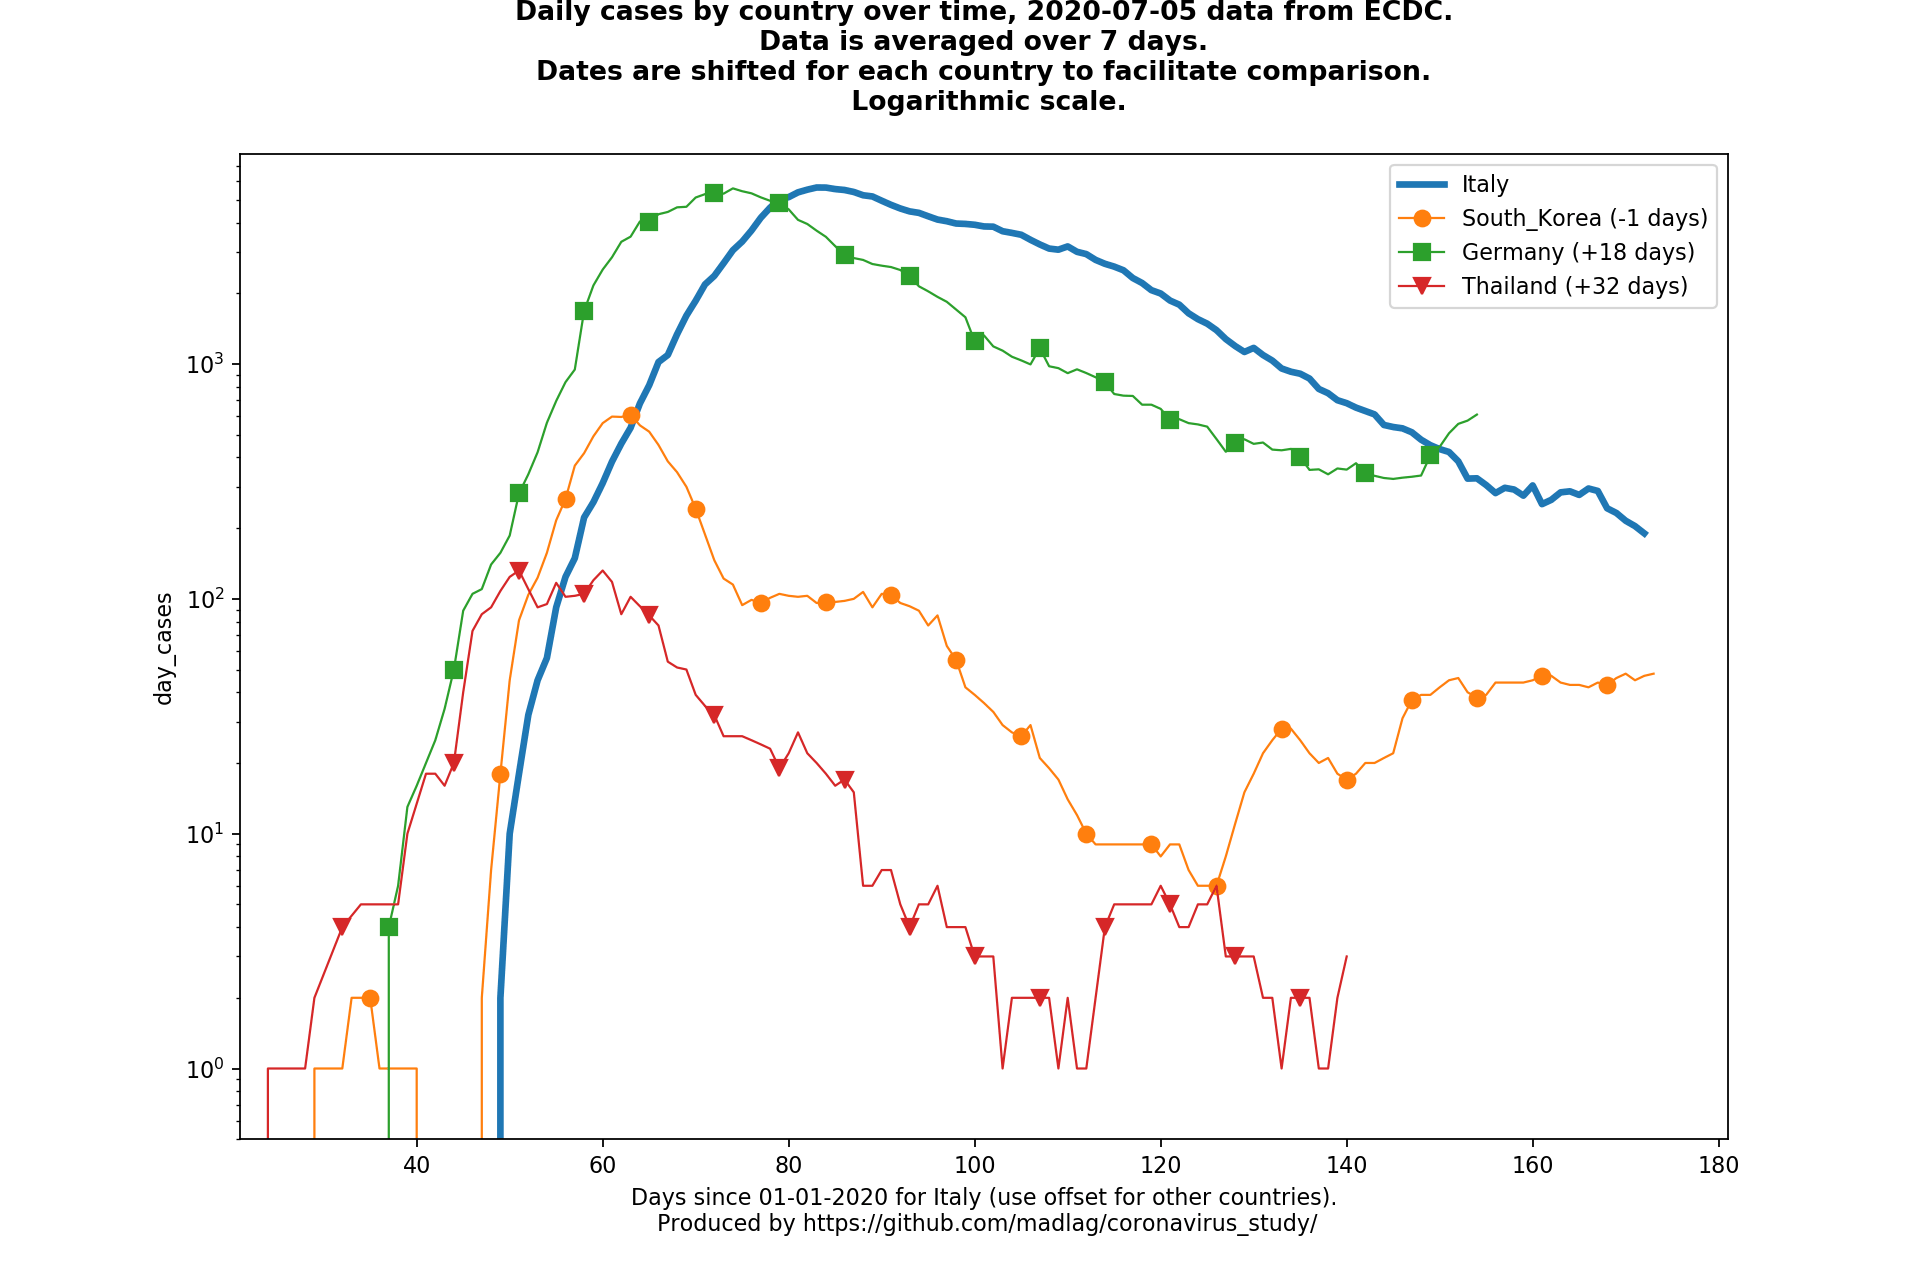 Daily cases by country over time, 2020-07-05 data from ECDC.
Data is averaged over 7 days.
Dates are shifted for each country to facilitate comparison.
Logarithmic scale.
Italy
South_Korea (-1 days)
Germany (+18 days)
Thailand (+32 days)
10³
10²
10¹
10⁰
day_cases
40 60 80 100 120 140 160 180
Days since 01-01-2020 for Italy (use offset for other countries).
Produced by https://github.com/madlag/coronavirus_study/